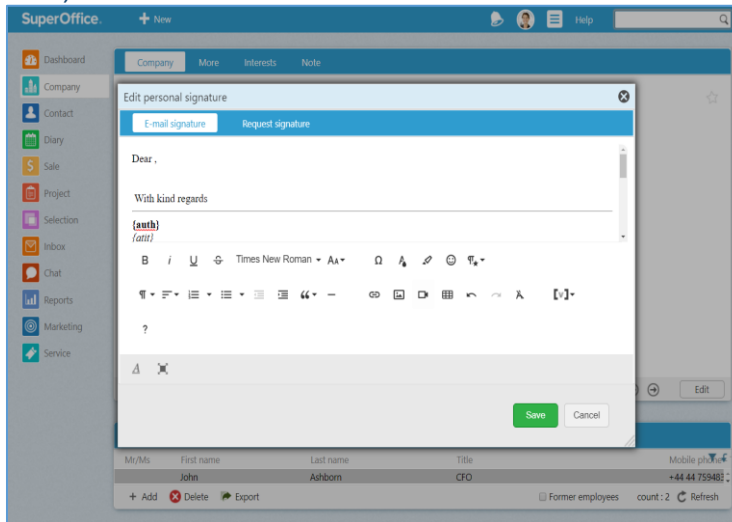 SuperOffice.
+ New
Help
Dashboard
Company
Contact
Diary
Sale
Project
Selection
Inbox
Chat
Reports
Marketing
Service
Company More Interests Note
Edit personal signature
E-mail signature Request signature
Dear ,
With kind regards
{auth}
{atit}
B i U S Times New Roman
[v]
?
A
Edit
Save Cancel
Mr/Ms First name Last name Title Mobile phone
John Ashborn CFO +44 44 759483
+ Add Delete Export Former employees count : 2 Refresh